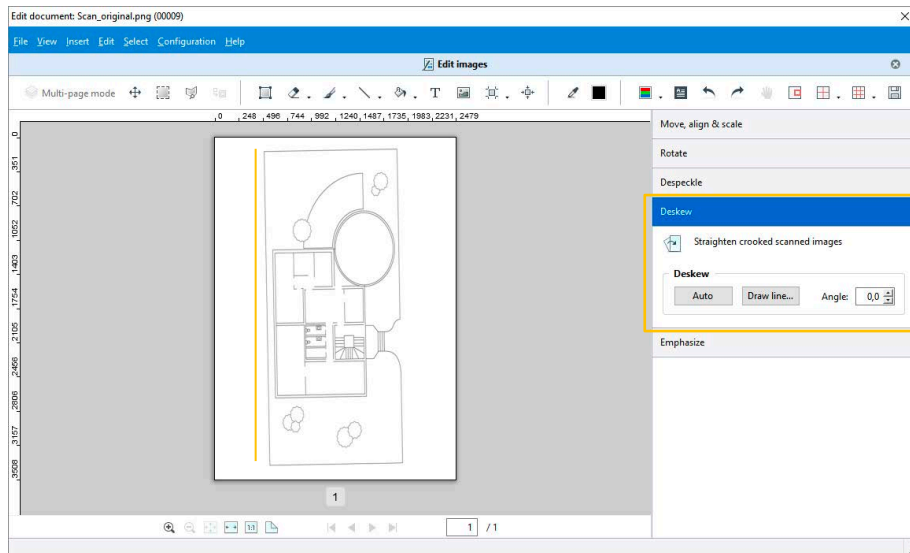 Edit document: Scan_original.png (00009)
File View Insert Edit Select Configuration Help
Edit images
Multi-page mode
T
,0 ,248 ,496 ,744 ,992 ,1240,1487,1735,1983,2231,2479
,0
,351
,702
,1052
,1403
,1754
,2105
,2456
,2806
,3157
,3508
Move, align & scale
Rotate
Despeckle
Deskew
Straighten crooked scanned images
Deskew
Auto Draw line... Angle: 0,0
Emphasize
1
1:1 1 / 1